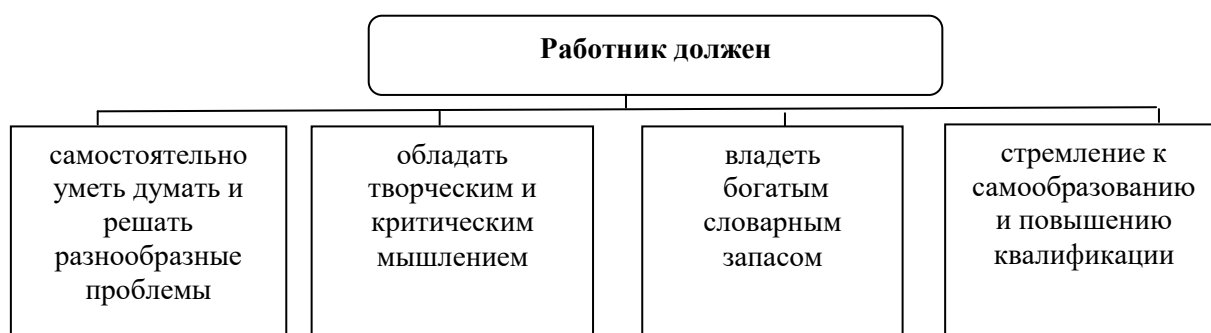 Работник должен
самостоятельно
уметь думать и
решать
разнообразные
проблемы
обладать
творческим и
критическим
мышлением
владеть
богатым
словарным
запасом
стремление к
самообразованию
и повышению
квалификации